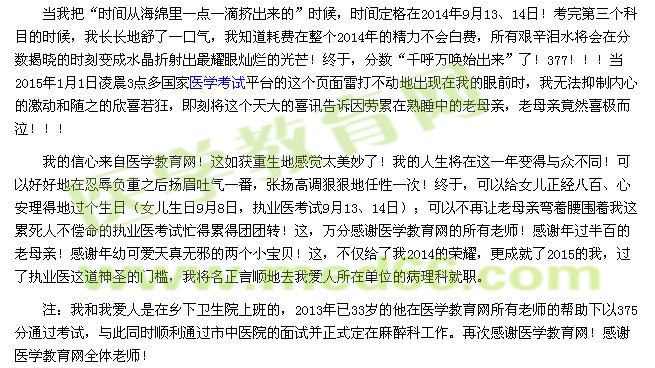 当我把“时间从海绵里一点一滴挤出来的”时候，时间定格在2014年9月13、14日！考完第三个科
目的时候，我长长地舒了一口气，我知道耗费在整个2014年的精力不会白费，所有艰辛泪水将会在分
数揭晓的时刻变成水晶折射出最耀眼灿烂的光芒！终于，分数“千呼万唤始出来”了！377！！！当
2015年1月1日凌晨3点多国家医学考试平台的这个页面雷打不动地出现在我的眼前时，我无法抑制内心
的激动和随之的欣喜若狂，即刻将这个天大的喜讯告诉因劳累在熟睡中的老母亲，老母亲竟然喜极而
泣！！！
我的信心来自医学教育网！这如获重生地感觉太美妙了！我的人生将在这一年变得与众不同！可
以好好地在忍辱负重之后扬眉吐气一番，张扬高调狠狠地任性一次！终于，可以给女儿正经八百、心
安理得地过个生日（女儿生日9月8日，执业医考试9月13、14日）；可以不再让老母亲弯着腰围着我这
累死人不偿命的执业医考试忙得累得团团转！这，万分感谢医学教育网的所有老师！感谢年过半百的
老母亲！感谢年幼可爱天真无邪的两个小宝贝！这，不仅给了我2014的荣耀，更成就了2015的我，过
了执业医这道神圣的门槛，我将名正言顺地去我爱人所在单位的病理科就职。
注：我和我爱人是在乡下卫生院上班的，2013年已33岁的他在医学教育网所有老师的帮助下以375
分通过考试，与此同时顺利通过市中医院的面试并正式定在麻醉科工作。再次感谢医学教育网！感谢
医学教育网全体老师！
医学教育网
www.med66.com